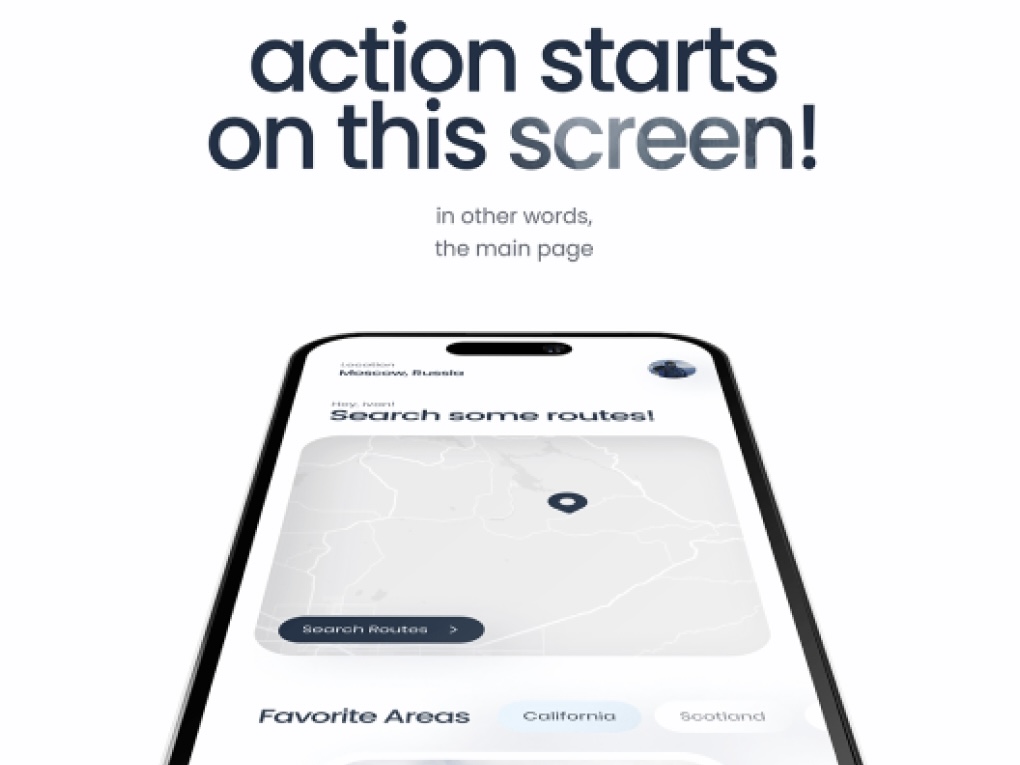 action starts
on this screen!
in other words,
the main page
Location
Moscow, Russia
Hey, Ivan!
Search some routes!
Search Routes >
Favorite Areas
California
Scotland